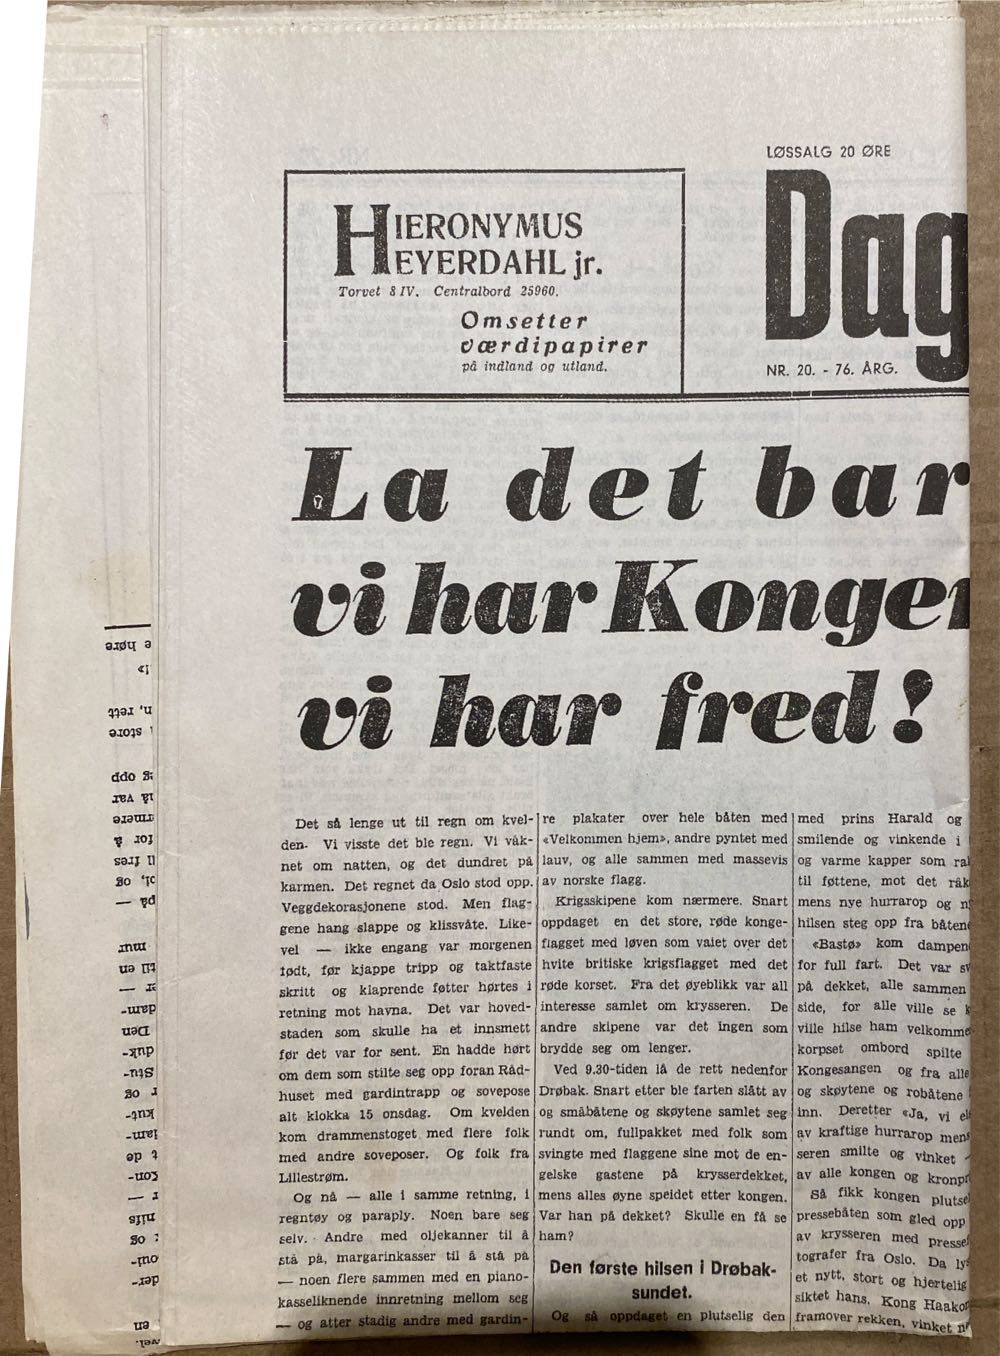 LØSSALG 20 ØRE
HIERONYMUS
HEYERDAHL jr.
Torvet 8 IV. Centralbord 25960.
Omsetter
værdipapirer
på indland og utland.
Dag
NR. 20. - 76. ÅRG.
La det bar
vi har Konge
vi har fred!
Det så lenge ut til regn om kvel-
den. Vi visste det ble regn. Vi våk-
net om natten, og det dundret på
karmen. Det regnet da Oslo stod opp.
Veggdekorasjonene stod. Men flag-
gene hang slappe og klissvåte. Like-
vel — ikke engang var morgenen
født, før kjappe tripp og taktfaste
skritt og klaprende føtter hørtes i
retning mot havna. Det var hoved-
staden som skulle ha et innsmett
før det var for sent. En hadde hørt
om dem som stilte seg opp foran Råd-
huset med gardintrapp og sovepose
alt klokka 15 onsdag. Om kvelden
kom drammenstoget med flere folk
med andre soveposer. Og folk fra
Lillestrøm.
Og nå — alle i samme retning, i
regntøy og paraply. Noen bare seg
selv. Andre med oljekanner til å
stå på, margarinkasser til å stå på
— noen flere sammen med en piano-
kasseliknende innretning mellom seg
— og atter stadig andre med gardin-
re plakater over hele båten med
«Velkommen hjem», andre pyntet med
lauv, og alle sammen med massevis
av norske flagg.
Krigsskipene kom nærmere. Snart
oppdaget en det store, røde konge-
flagget med løven som vaiet over det
hvite britiske krigsflagget med det
røde korset. Fra det øyeblikk var all
interesse samlet om krysseren. De
andre skipene var det ingen som
brydde seg om lenger.
Ved 9.30-tiden lå de rett nedenfor
Drøbak. Snart etter ble farten slått av
og småbåtene og skøytene samlet seg
rundt om, fullpakket med folk som
svingte med flaggene sine mot de en-
gelske gastene på krysserdekket,
mens alles øyne speidet etter kongen.
Var han på dekket? Skulle en få se
ham?
Den første hilsen i Drøbak-
sundet.
Og så oppdaget en plutselig den
med prins Harald og
smilende og vinkende i
og varme kapper som
til føttene, mot det
mens nye hurrarop og
hilsen steg opp fra
«Bastø» kom
for full fart. Det var
på dekket, alle sammen
side, for alle ville se
ville hilse ham
korpset ombord spilte
Kongesangen og fra alle
og skøytene og robåtene
inn. Deretter «Ja, vi
av kraftige hurrarop
seren smilte og vinket
av alle kongen og
Så fikk kongen
pressebåten som gled opp
av krysseren med
tografer fra Oslo. Da
et nytt, stort og hjertelig
siktet hans, Kong
framover rekken, vinket